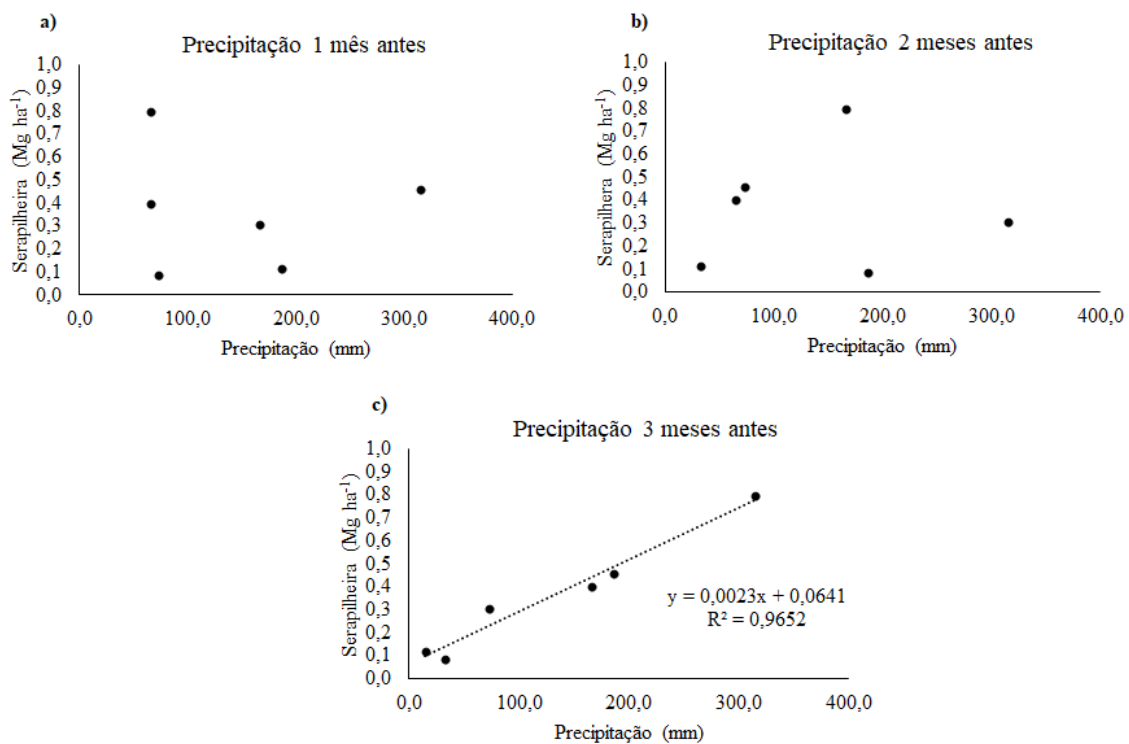 a)
Precipitação 1 mês antes
Serapilheira (Mg ha⁻¹)
1,0
0,9
0,8
0,7
0,6
0,5
0,4
0,3
0,2
0,1
0,0
0,0 100,0 200,0 300,0 400,0
Precipitação (mm)
b)
Precipitação 2 meses antes
Serapilhera (Mg ha⁻¹)
1,0
0,9
0,8
0,7
0,6
0,5
0,4
0,3
0,2
0,1
0,0
0,0 100,0 200,0 300,0 400,0
Precipitação (mm)
c)
Precipitação 3 meses antes
Serapilheira (Mg ha⁻¹)
1,0
0,9
0,8
0,7
0,6
0,5
0,4
0,3
0,2
0,1
0,0
y = 0,0023x + 0,0641
R² = 0,9652
0,0 100,0 200,0 300,0 400,0
Precipitação (mm)